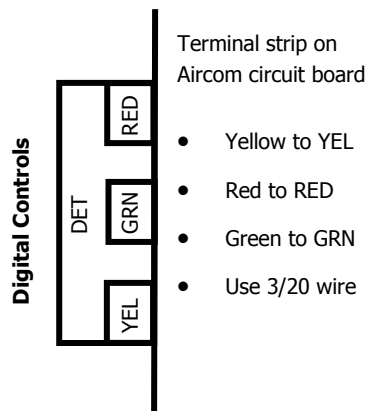 Terminal strip on
Aircom circuit board
• Yellow to YEL
• Red to RED
• Green to GRN
• Use 3/20 wire
Digital Controls
DET
RED
GRN
YEL